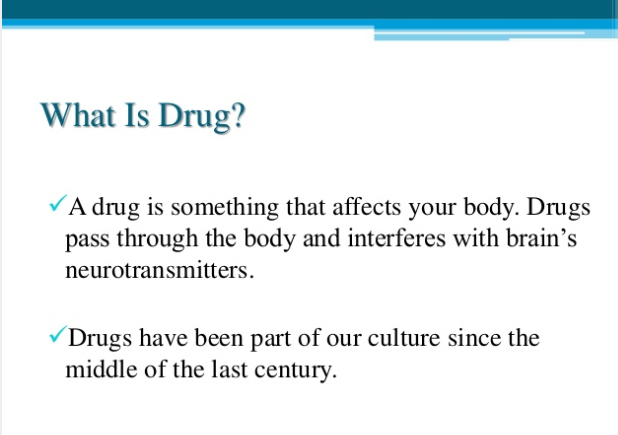 What Is Drug?
✓A drug is something that affects your body. Drugs
pass through the body and interferes with brain's
neurotransmitters.
✓Drugs have been part of our culture since the
middle of the last century.